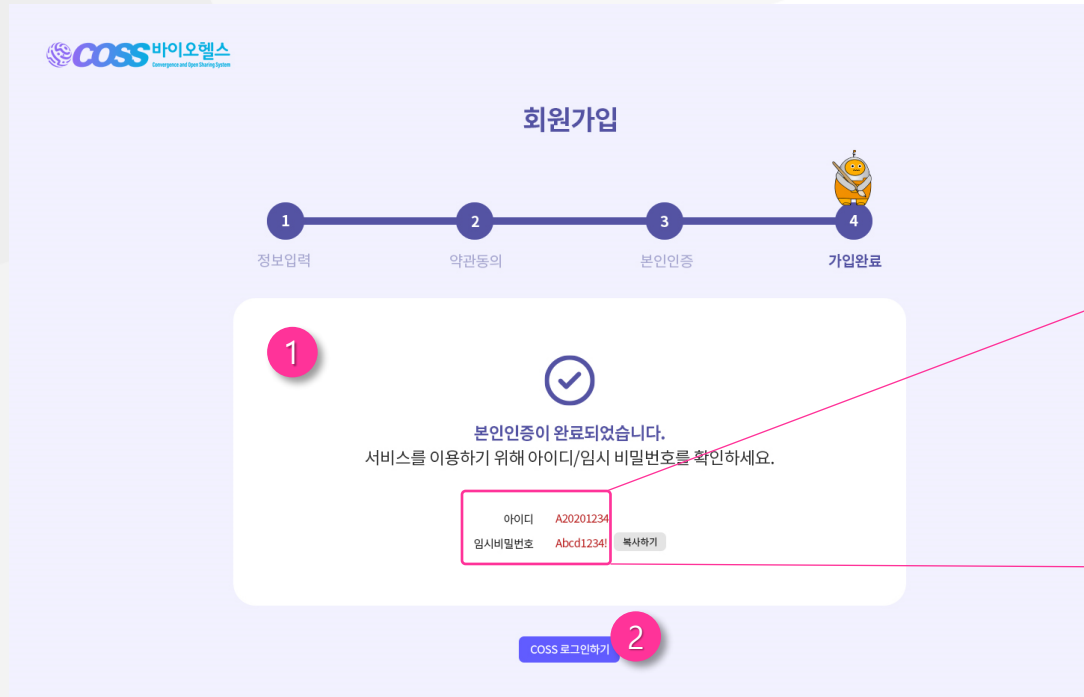 COSS 바이오헬스
Convergence and Open Sharing System
회원가입
1
2
3
4
정보입력
약관동의
본인인증
가입완료
1
본인인증이 완료되었습니다.
서비스를 이용하기 위해 아이디/임시 비밀번호를 확인하세요.
아이디 A20201234
임시비밀번호 Abcd1234! 복사하기
COSS 로그인하기
2